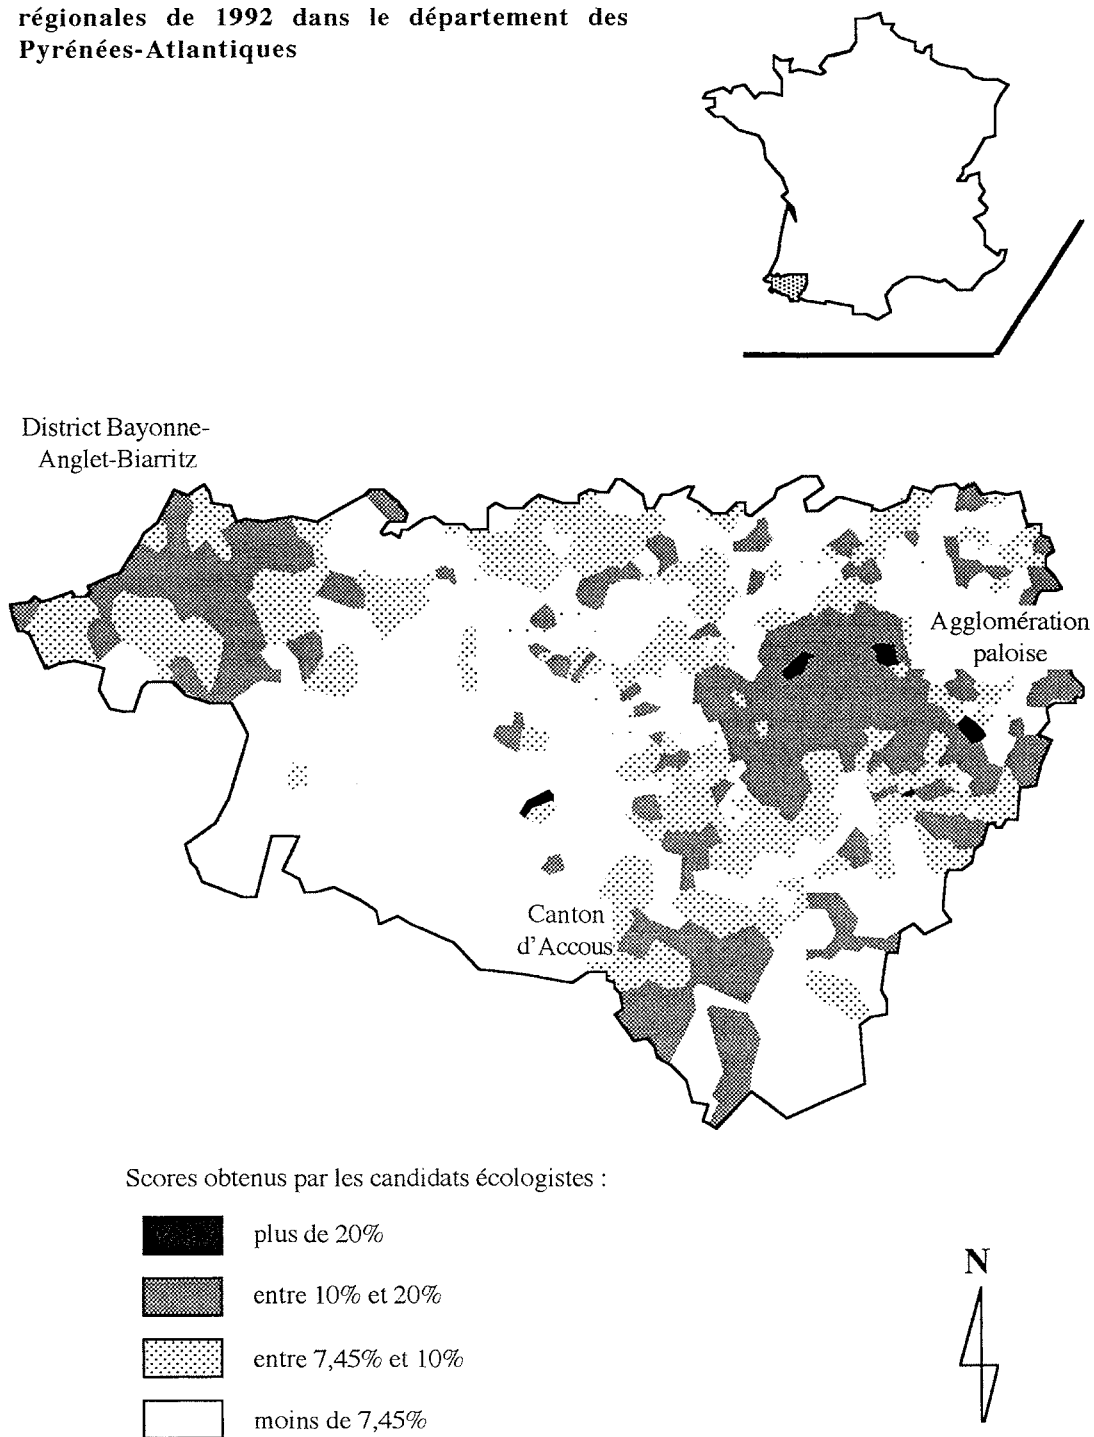 régionales de 1992 dans le département des
Pyrénées-Atlantiques
District Bayonne-
Anglet-Biarritz
Agglomération
paloise
Canton
d'Accous
Scores obtenus par les candidats écologistes :
plus de 20%
entre 10% et 20%
entre 7,45% et 10%
moins de 7,45%
N